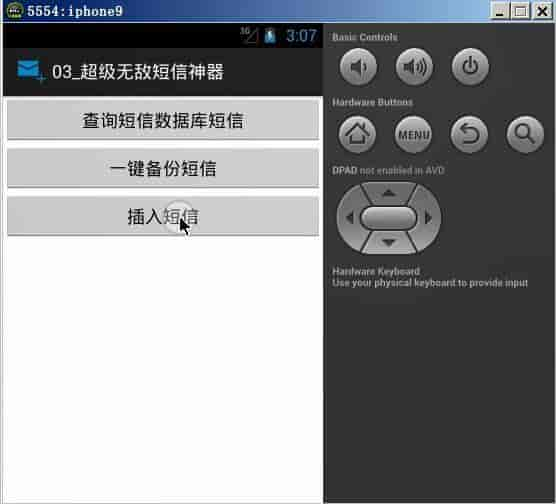 5554:iphone9
3G
3:07
03_超级无敌短信神器
查询短信数据库短信
一键备份短信
插入短信
Basic Controls
Hardware Buttons
MENU
DPAD not enabled in AVD
Hardware Keyboard
Use your physical keyboard to provide input